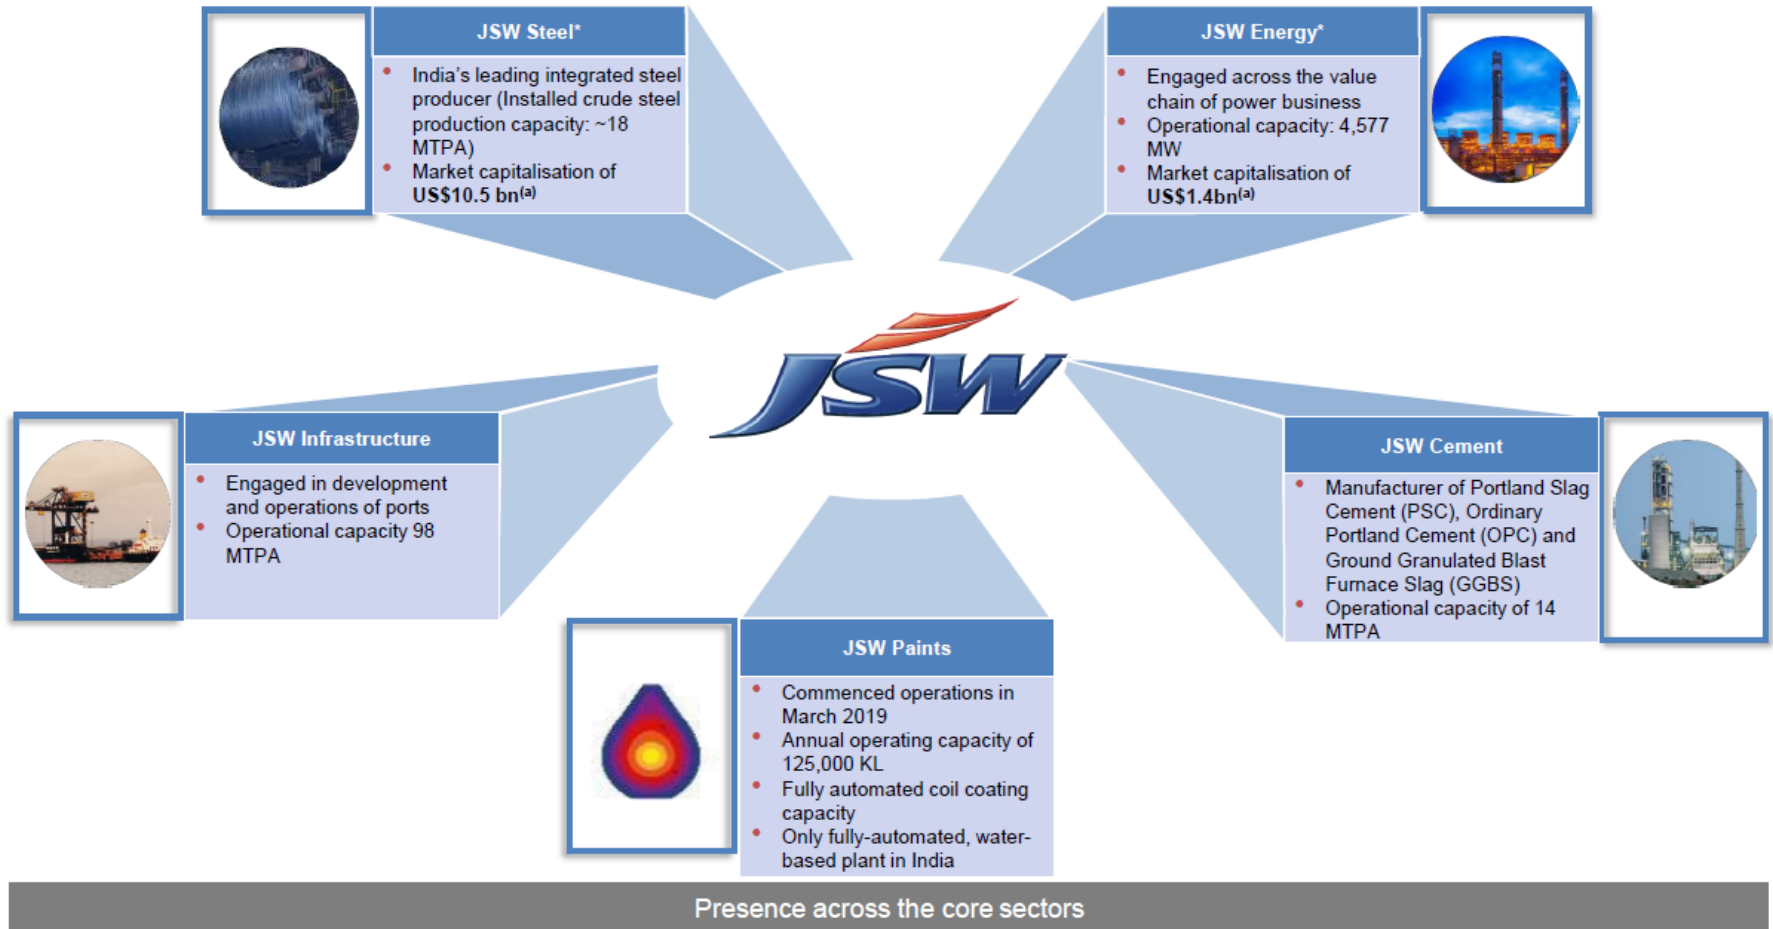 JSW Steel*
• India's leading integrated steel
producer (Installed crude steel
production capacity: ~18
MTPA)
• Market capitalisation of
US$10.5 bn(a)
JSW Energy*
• Engaged across the value
chain of power business
• Operational capacity: 4,577
MW
• Market capitalisation of
US$1.4bn(a)
JSW
JSW Infrastructure
• Engaged in development
and operations of ports
• Operational capacity 98
MTPA
JSW Cement
• Manufacturer of Portland Slag
Cement (PSC), Ordinary
Portland Cement (OPC) and
Ground Granulated Blast
Furnace Slag (GGBS)
• Operational capacity of 14
MTPA
JSW Paints
• Commenced operations in
March 2019
• Annual operating capacity of
125,000 KL
• Fully automated coil coating
capacity
• Only fully-automated, water-
based plant in India
Presence across the core sectors